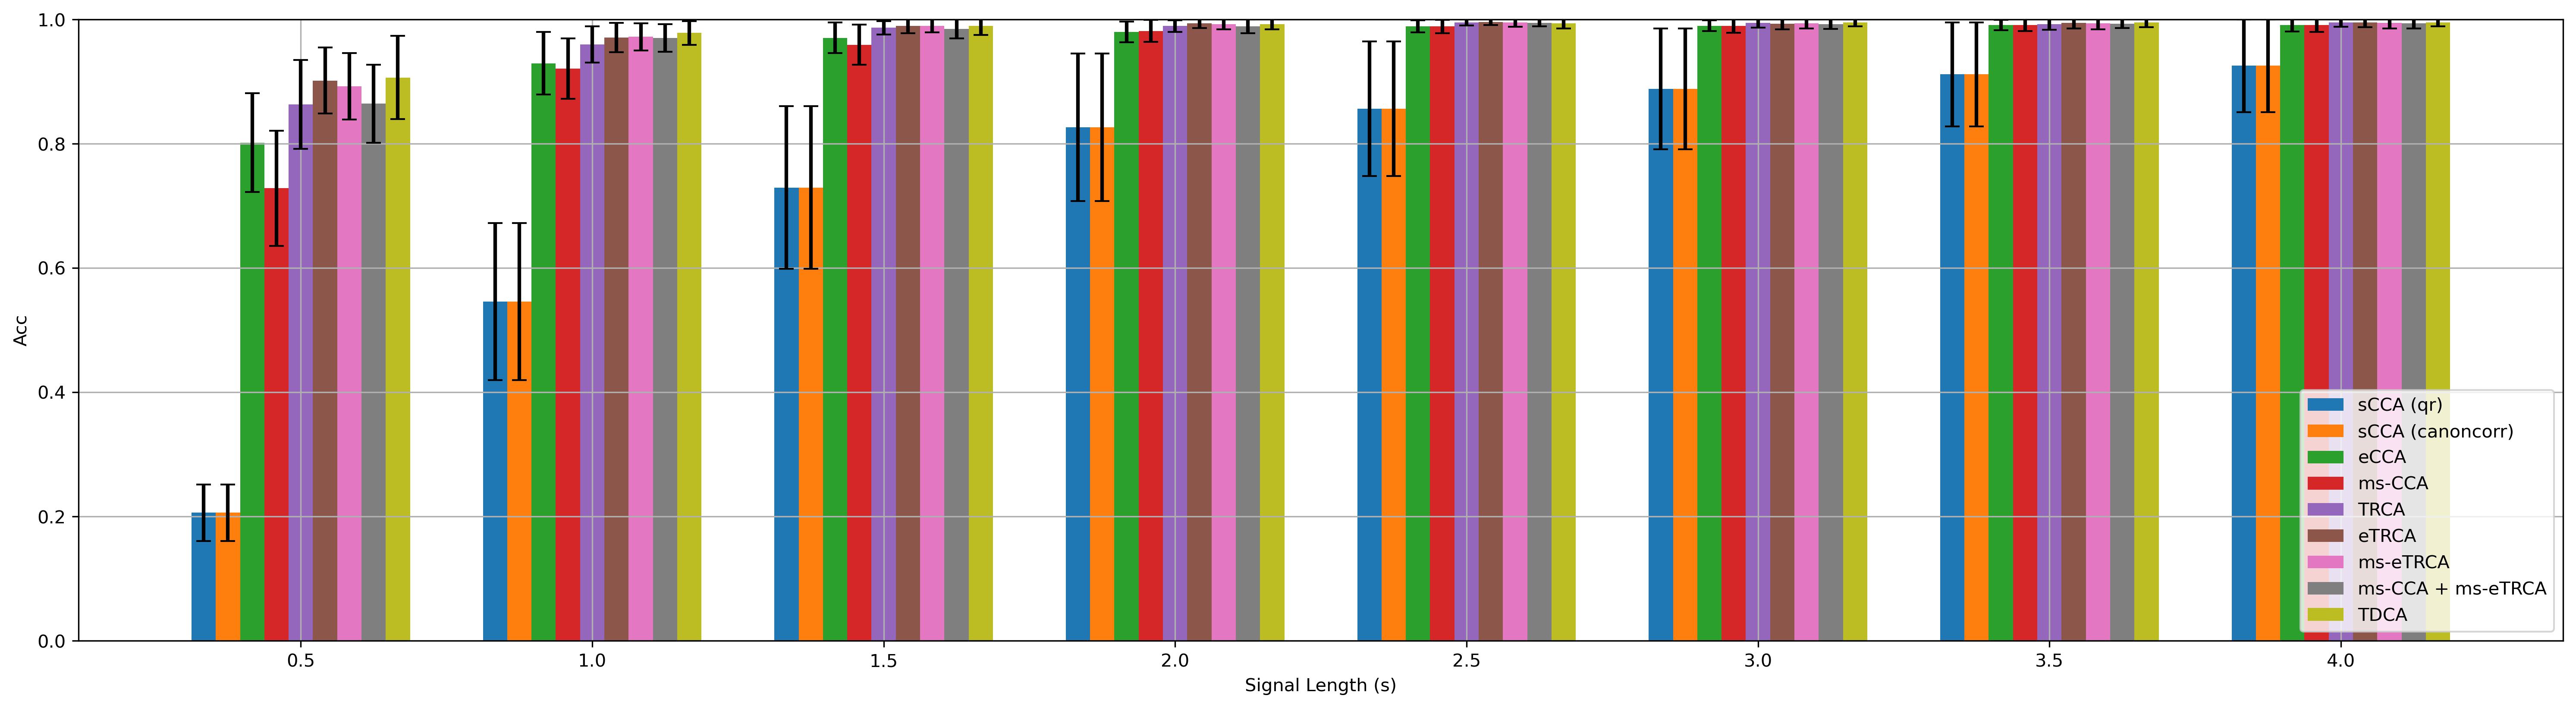 1.0
0.8
0.6
0.4
0.2
0.0
Acc
0.5 1.0 1.5 2.0 2.5 3.0 3.5 4.0
Signal Length (s)
sCCA (qr)
sCCA (canoncorr)
eCCA
ms-CCA
TRCA
eTRCA
ms-eTRCA
ms-CCA + ms-eTRCA
TDCA